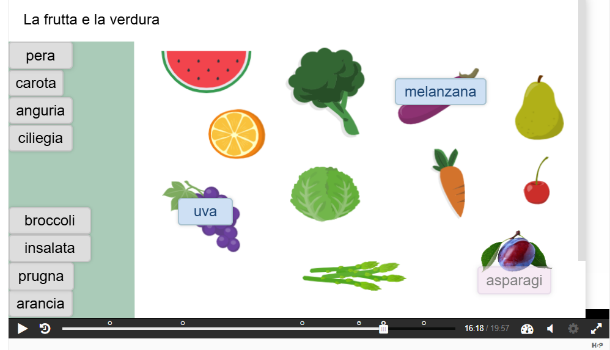 La frutta e la verdura
pera
carota
anguria
ciliegia
broccoli
insalata
prugna
arancia
melanzana
uva
asparagi
16:18 / 19:57
H5P